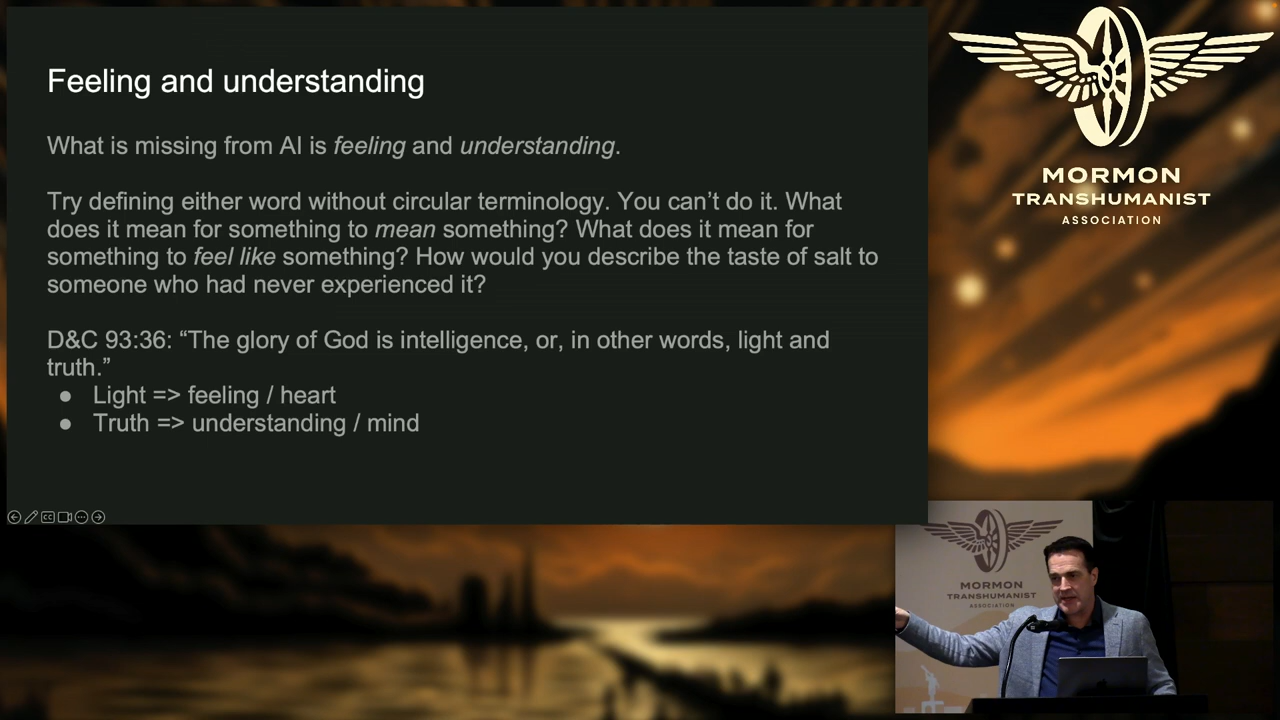 Feeling and understanding
What is missing from AI is feeling and understanding.
Try defining either word without circular terminology. You can’t do it. What
does it mean for something to mean something? What does it mean for
something to feel like something? How would you describe the taste of salt to
someone who had never experienced it?
D&C 93:36: “The glory of God is intelligence, or, in other words, light and
truth.”
● Light => feeling / heart
● Truth => understanding / mind
MORMON
TRANSHUMANIST
ASSOCIATION
MORMON
TRANSHUMANIST
ASSOCIATION